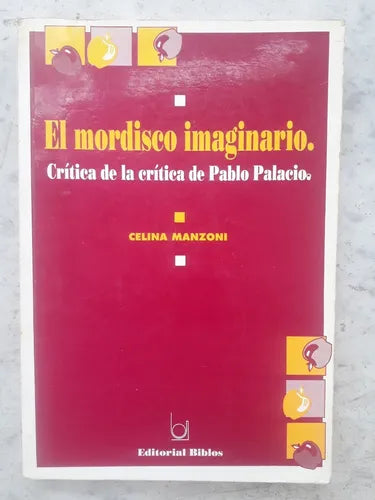 El mordisco imaginario.
Crítica de la crítica de Pablo Palacio.
CELINA MANZONI
Editorial Biblos